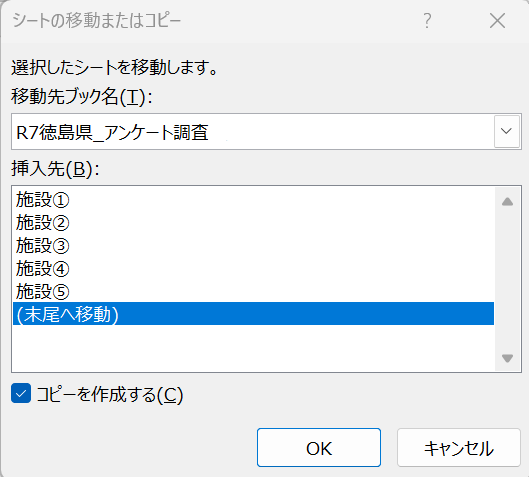 シートの移動またはコピー
?
選択したシートを移動します。
移動先ブック名(T):
R7徳島県_アンケート調査
挿入先(B):
施設①
施設②
施設③
施設④
施設⑤
(末尾へ移動)
コピーを作成する(C)
OK キャンセル